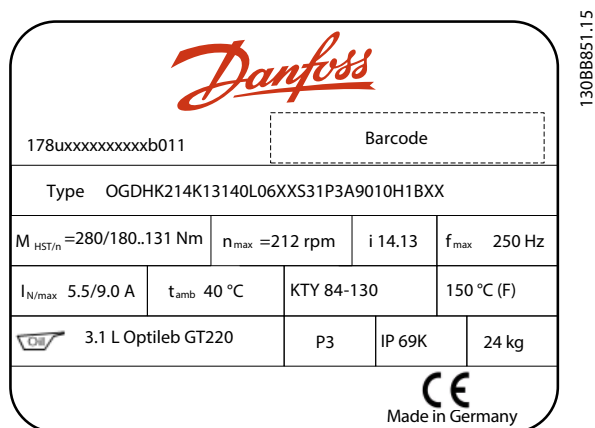 Danfoss
130BB851.15
178uxxxxxxxxxxb011
Barcode
Type OGDHK214K13140L06XXS31P3A9010H1BXX
M HST/n =280/180..131 Nm
n max =212 rpm
i 14.13
f max 250 Hz
I N/max 5.5/9.0 A
t amb 40 °C
KTY 84-130
150 °C (F)
Oil
3.1 L Optileb GT220
P3
IP 69K
24 kg
CE
Made in Germany